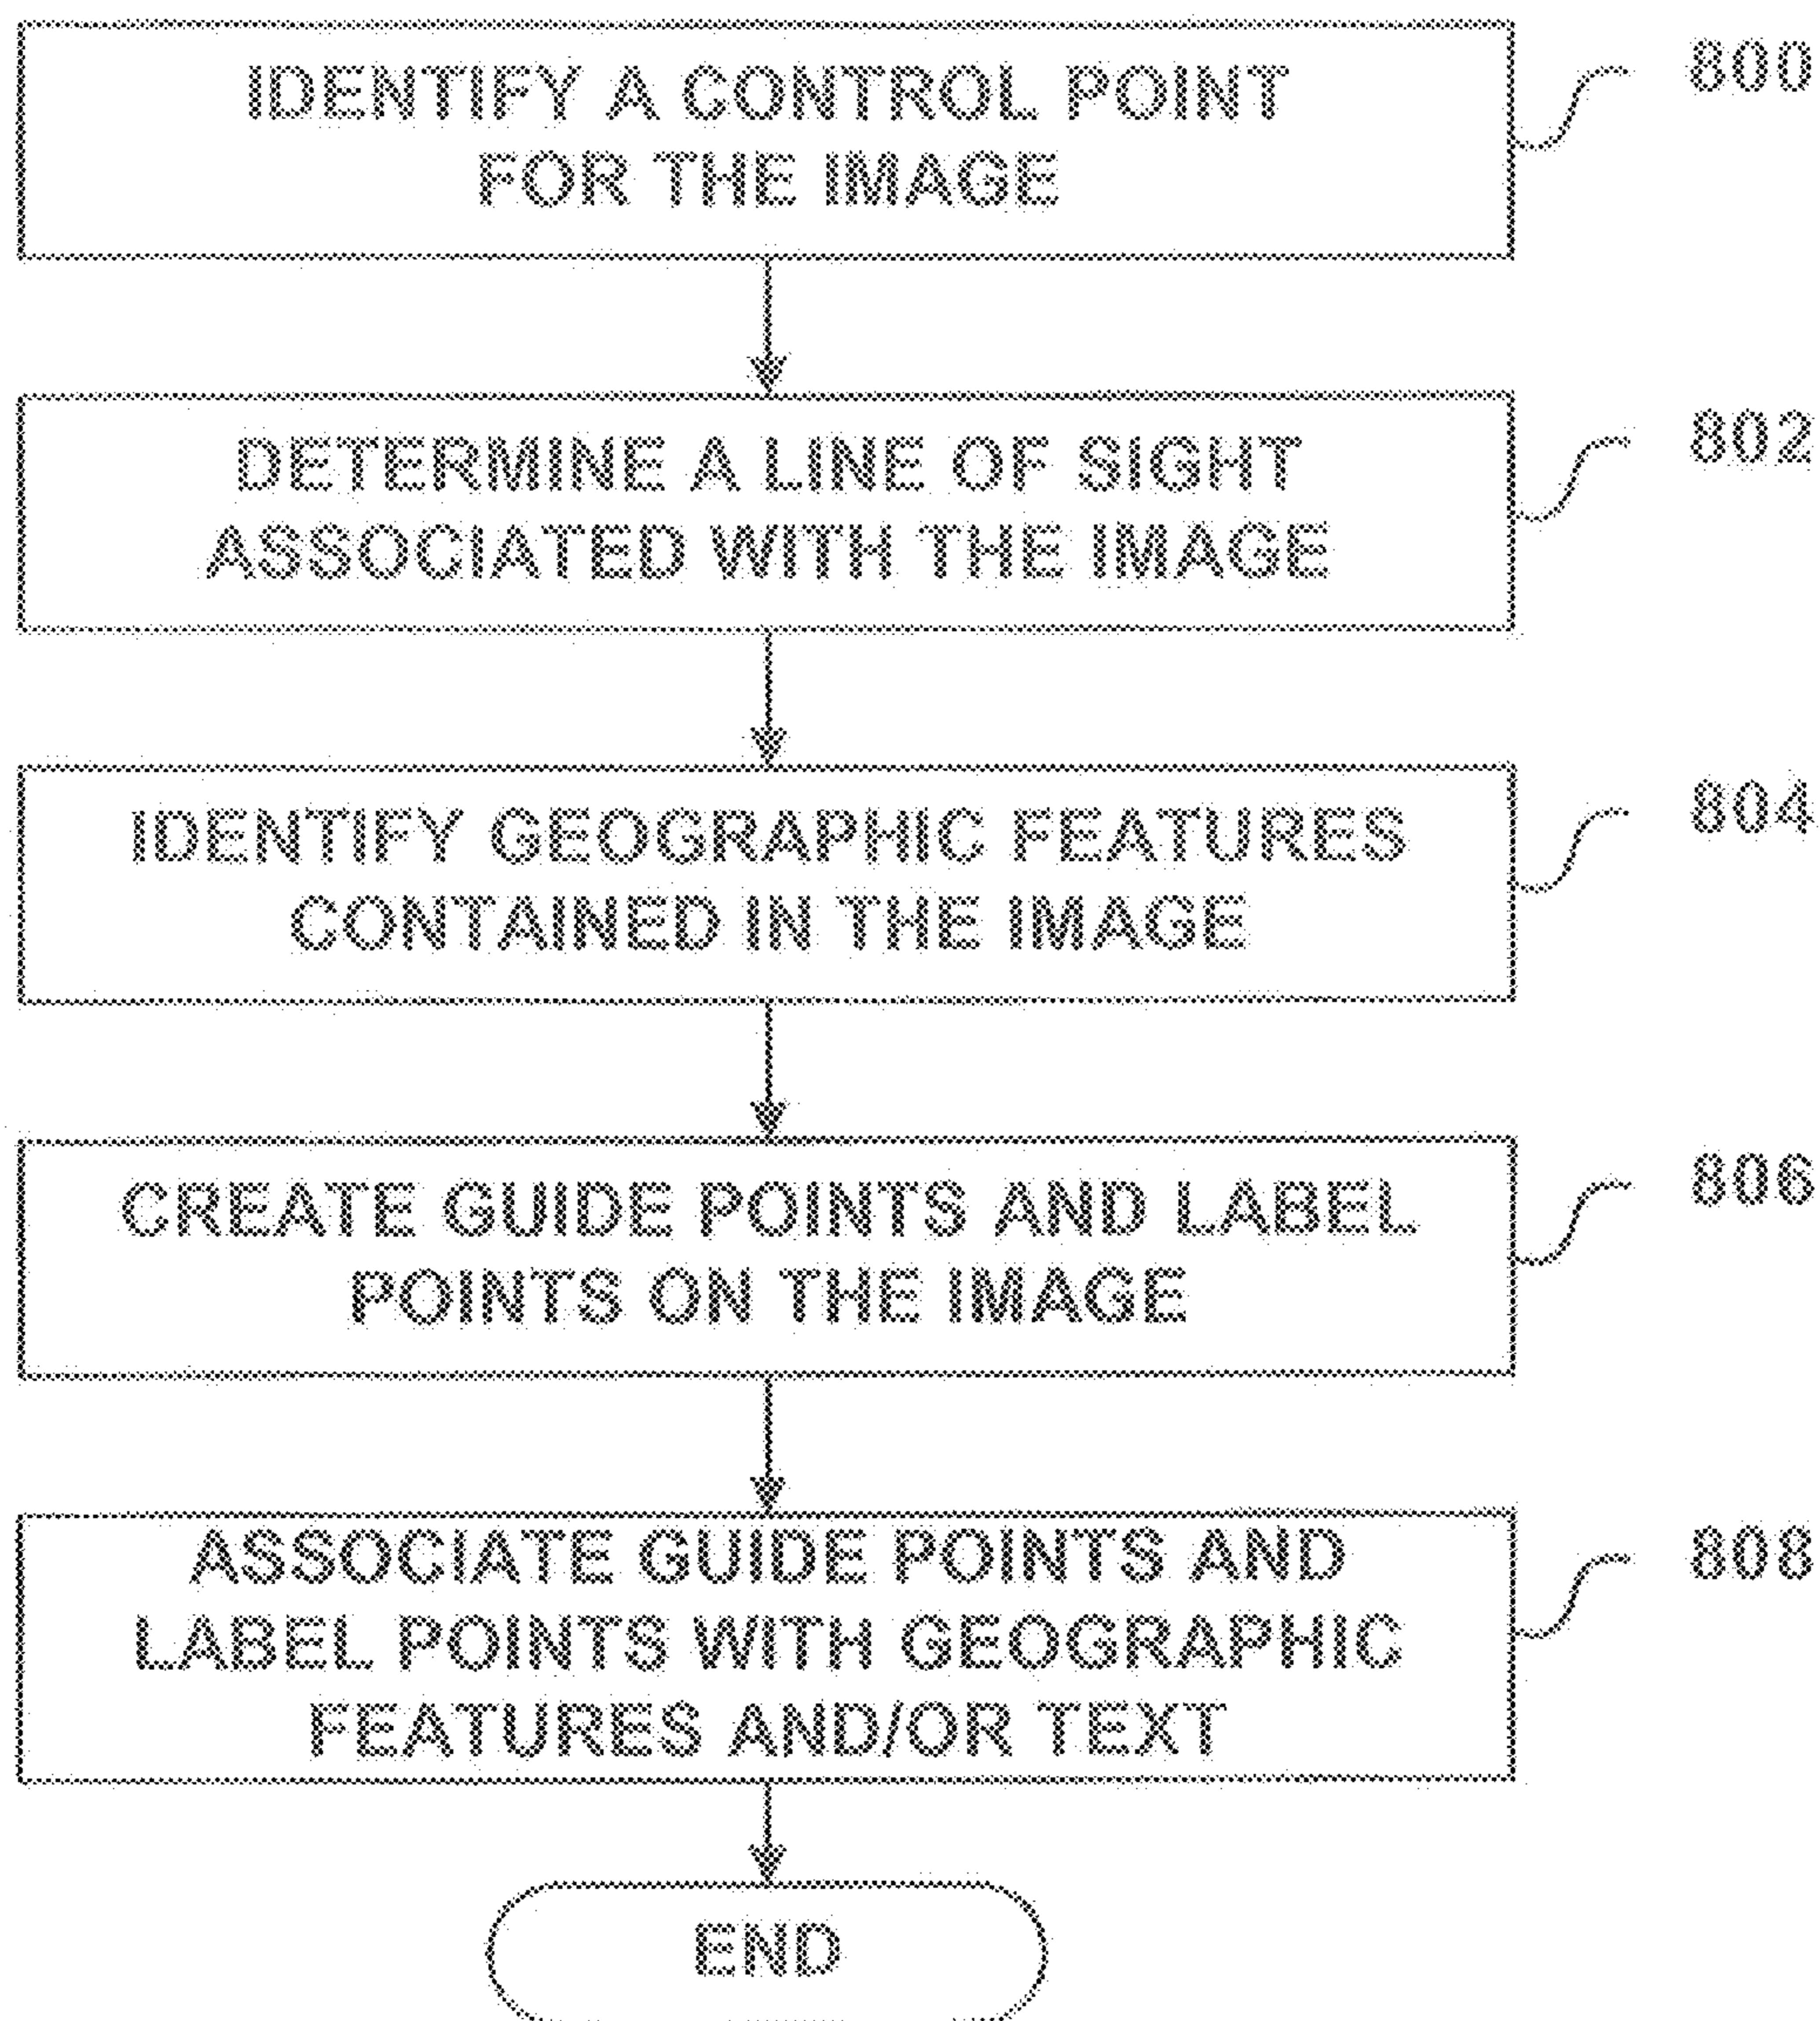 IDENTIFY A CONTROL POINT
FOR THE IMAGE
800
DETERMINE A LINE OF SIGHT
ASSOCIATED WITH THE IMAGE
802
IDENTIFY GEOGRAPHIC FEATURES
CONTAINED IN THE IMAGE
804
CREATE GUIDE POINTS AND LABEL
POINTS ON THE IMAGE
806
ASSOCIATE GUIDE POINTS AND
LABEL POINTS WITH GEOGRAPHIC
FEATURES AND/OR TEXT
808
END